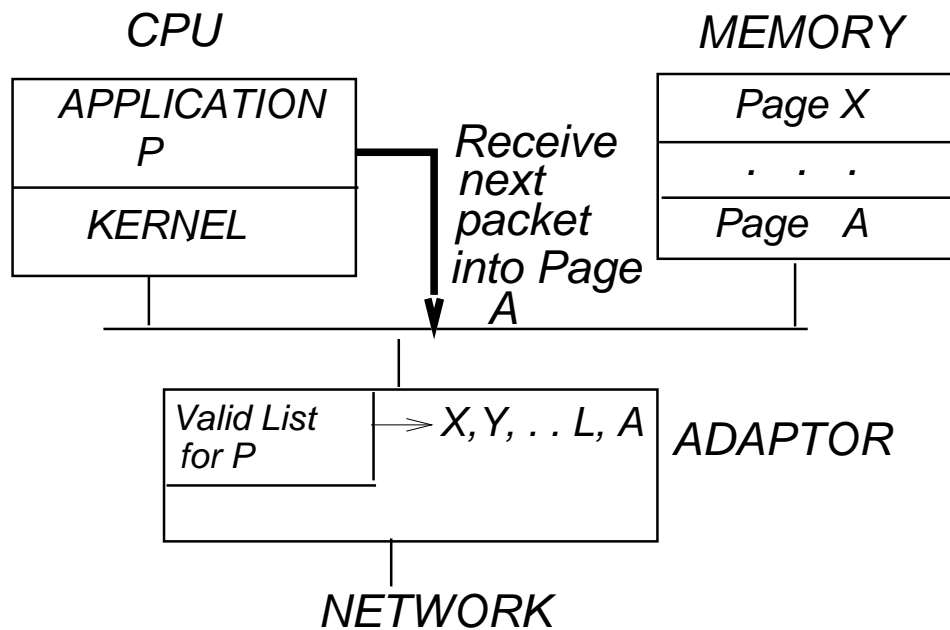 CPU
MEMORY
APPLICATION
P
KERNEL
Receive
next
packet
into Page
A
Page X
. . .
Page A
Valid List
for P
X, Y, . . L, A
ADAPTOR
NETWORK